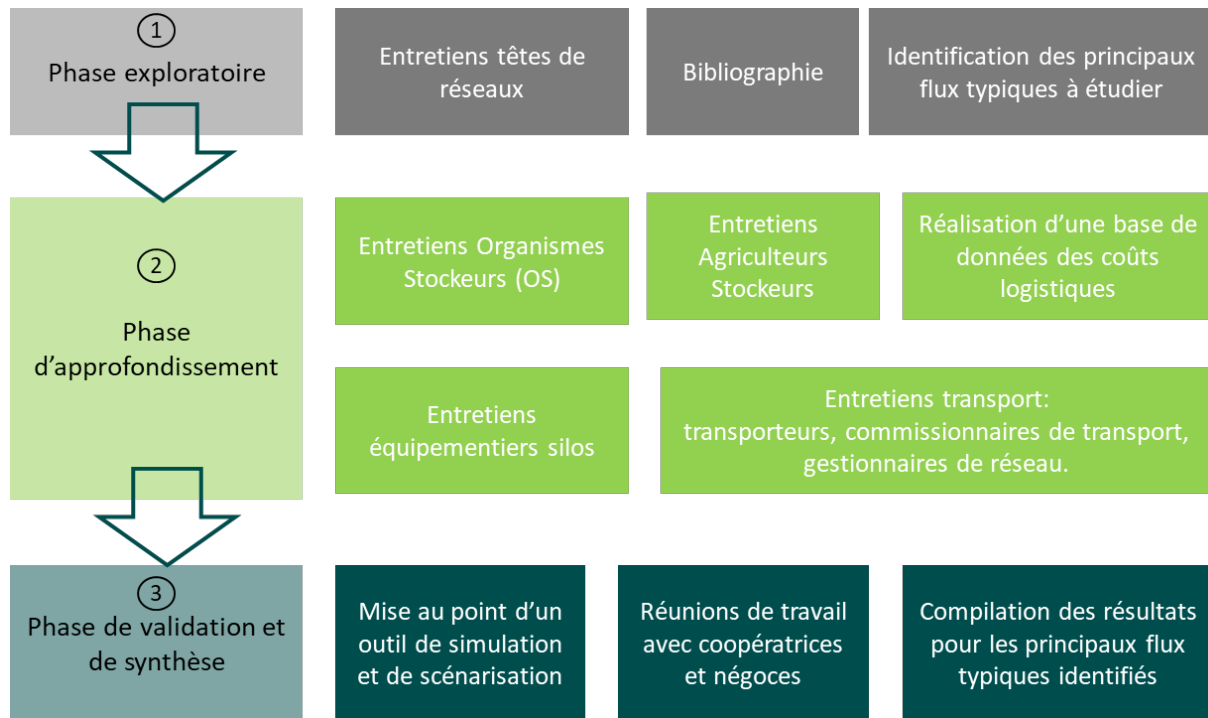 1
Phase exploratoire
Entretiens têtes de
réseaux
Bibliographie
Identification des principaux
flux typiques à étudier
2
Phase
d'approfondissement
Entretiens Organismes
Stockeurs (OS)
Entretiens
Agriculteurs
Stockeurs
Réalisation d'une base de
données des coûts
logistiques
Entretiens
équipementiers silos
Entretiens transport:
transporteurs, commissionnaires de transport,
gestionnaires de réseau.
3
Phase de validation et
de synthèse
Mise au point d'un
outil de simulation
et de scénarisation
Réunions de travail
avec coopératrices
et négoces
Compilation des résultats
pour les principaux flux
typiques identifiés